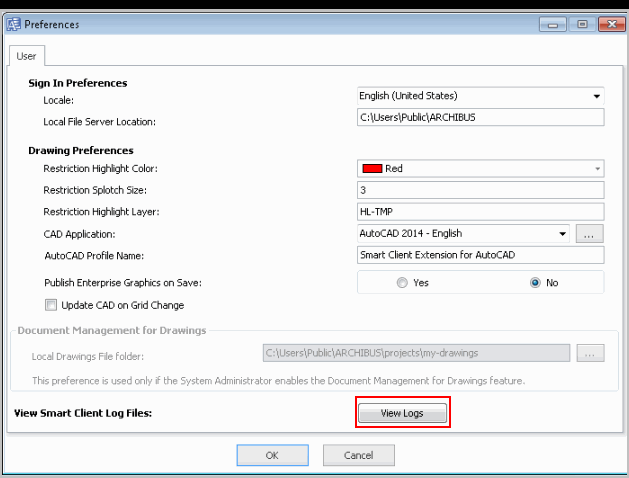 Preferences
User
Sign In Preferences
Locale: English (United States)
Local File Server Location: C:\Users\Public\ARCHIBUS
Drawing Preferences
Restriction Highlight Color: Red
Restriction Splotch Size: 3
Restriction Highlight Layer: HL-TMP
CAD Application: AutoCAD 2014 - English ...
AutoCAD Profile Name: Smart Client Extension for AutoCAD
Publish Enterprise Graphics on Save: Yes No
Update CAD on Grid Change
Document Management for Drawings
Local Drawings File folder: C:\Users\Public\ARCHIBUS\projects\my-drawings ...
This preference is used only if the System Administrator enables the Document Management for Drawings feature.
View Smart Client Log Files: View Logs
OK Cancel